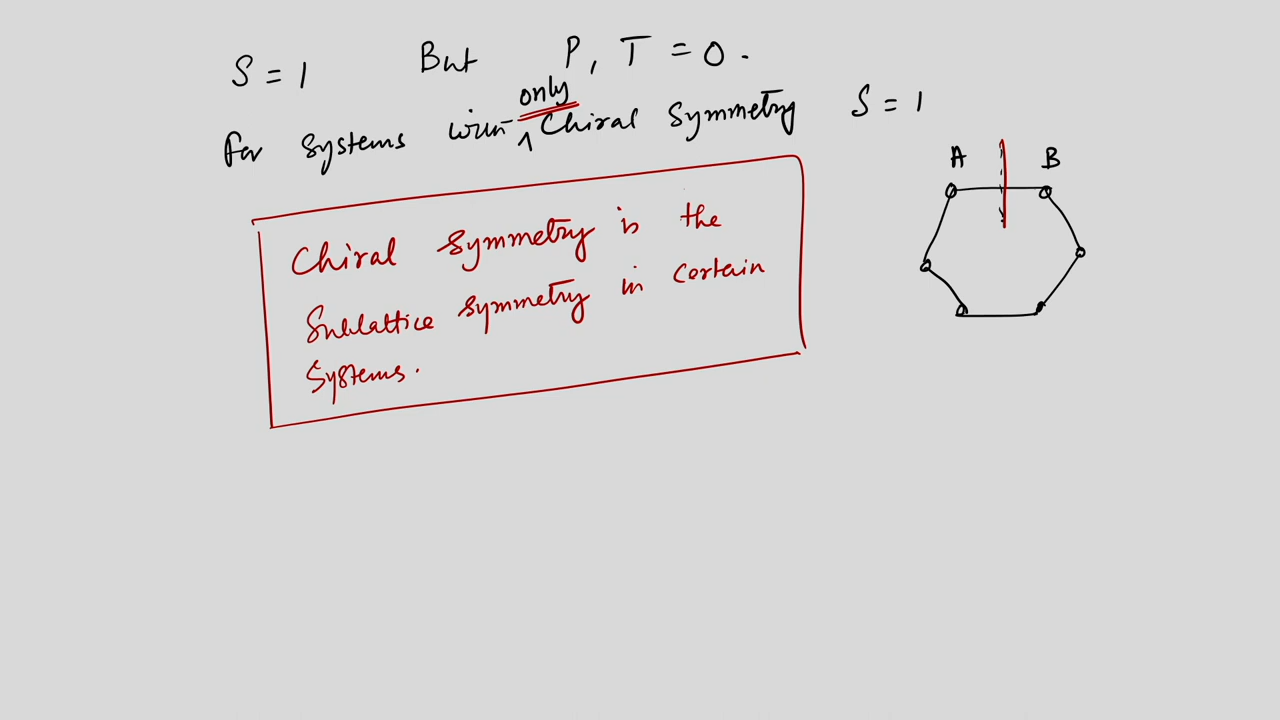 S = 1 But P, T = 0.
only
for systems with ^ Chiral Symmetry S = 1
A B
Chiral symmetry is the
Sublattice symmetry in certain
Systems.